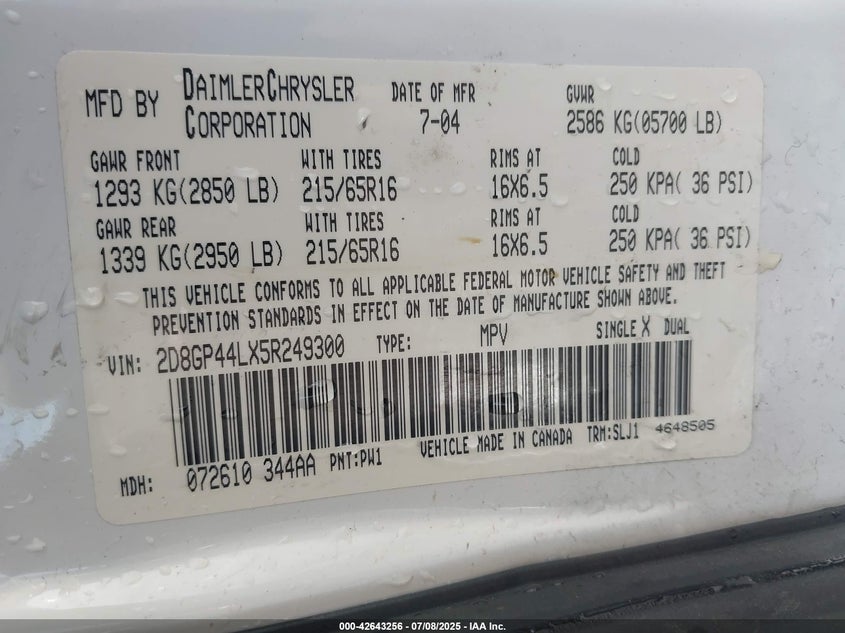 MFD BY DAIMLERCHRYSLER CORPORATION DATE OF MFR 7-04 GVWR 2586 KG(05700 LB)
GAWR FRONT WITH TIRES RIMS AT COLD
1293 KG(2850 LB) 215/65R16 16X6.5 250 KPA( 36 PSI)
GAWR REAR WITH TIRES RIMS AT COLD
1339 KG(2950 LB) 215/65R16 16X6.5 250 KPA( 36 PSI)
THIS VEHICLE CONFORMS TO ALL APPLICABLE FEDERAL MOTOR VEHICLE SAFETY AND THEFT
PREVENTION STANDARDS IN EFFECT ON THE DATE OF MANUFACTURE SHOWN ABOVE.
VIN: 2D8GP44LX5R249300 TYPE: MPV SINGLE X DUAL
MDH: 072610 344AA PNT:PW1 VEHICLE MADE IN CANADA TRM:SLJ1 4648505
000-42643256 - 07/08/2025 - IAA Inc.